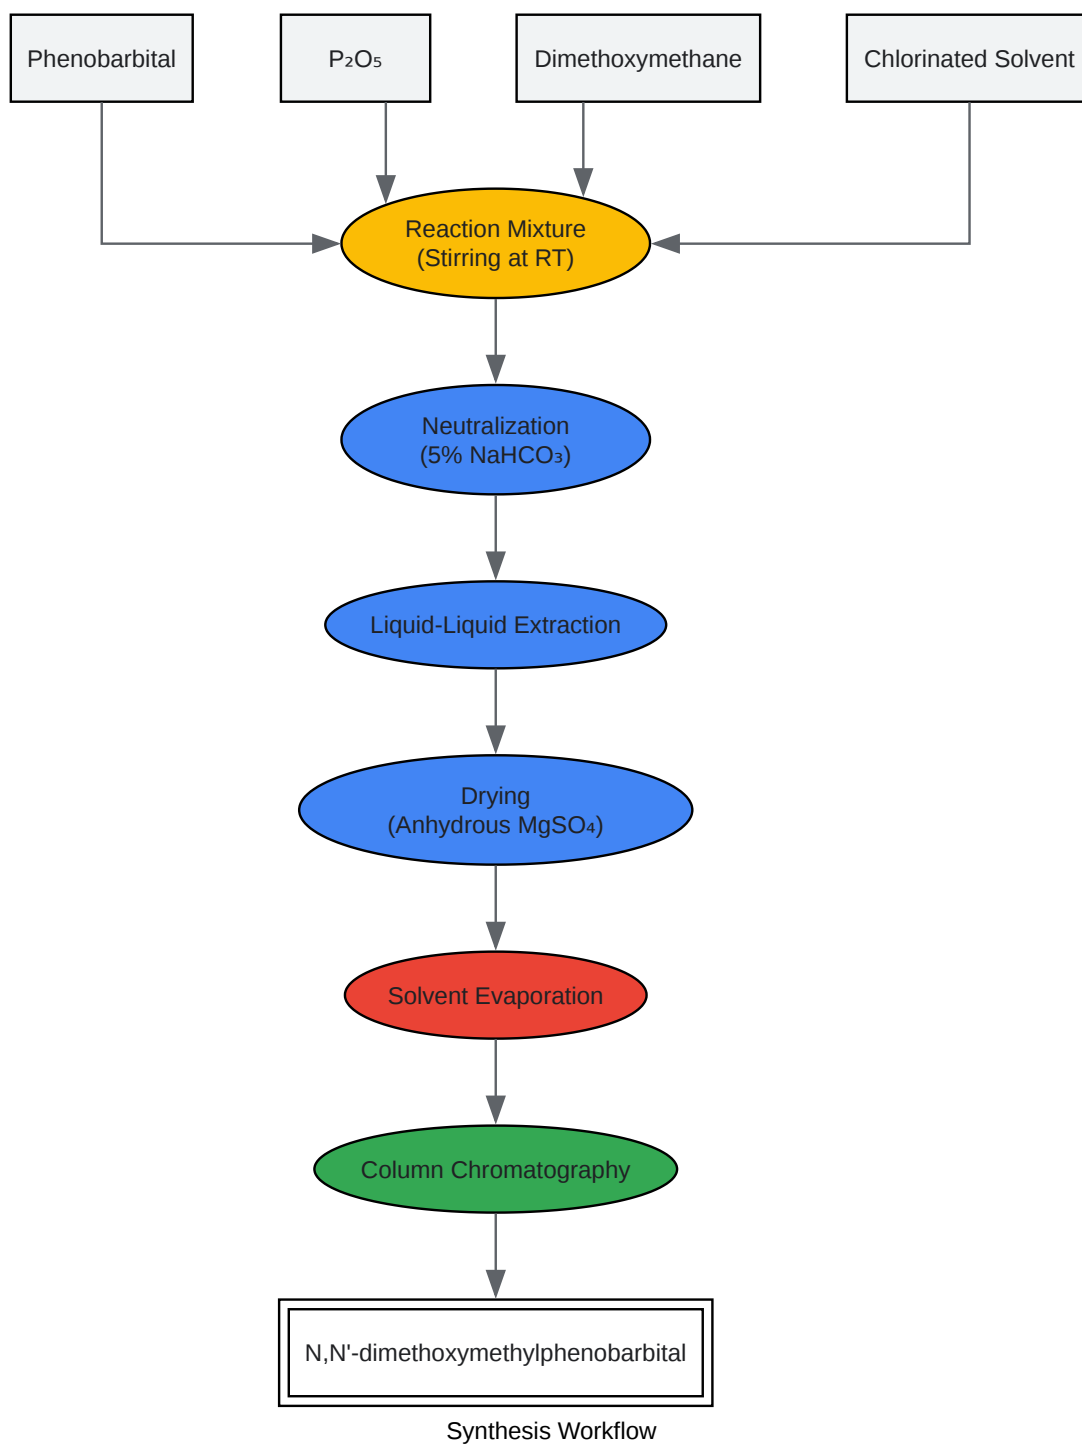 Phenobarbital
P₂O₅
Dimethoxymethane
Chlorinated Solvent
Reaction Mixture
(Stirring at RT)
Neutralization
(5% NaHCO₃)
Liquid-Liquid Extraction
Drying
(Anhydrous MgSO₄)
Solvent Evaporation
Column Chromatography
N,N'-dimethoxymethylphenobarbital
Synthesis Workflow